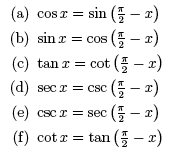 (a) cos x = sin (π/2 − x)
(b) sin x = cos (π/2 − x)
(c) tan x = cot (π/2 − x)
(d) sec x = csc (π/2 − x)
(e) csc x = sec (π/2 − x)
(f) cot x = tan (π/2 − x)